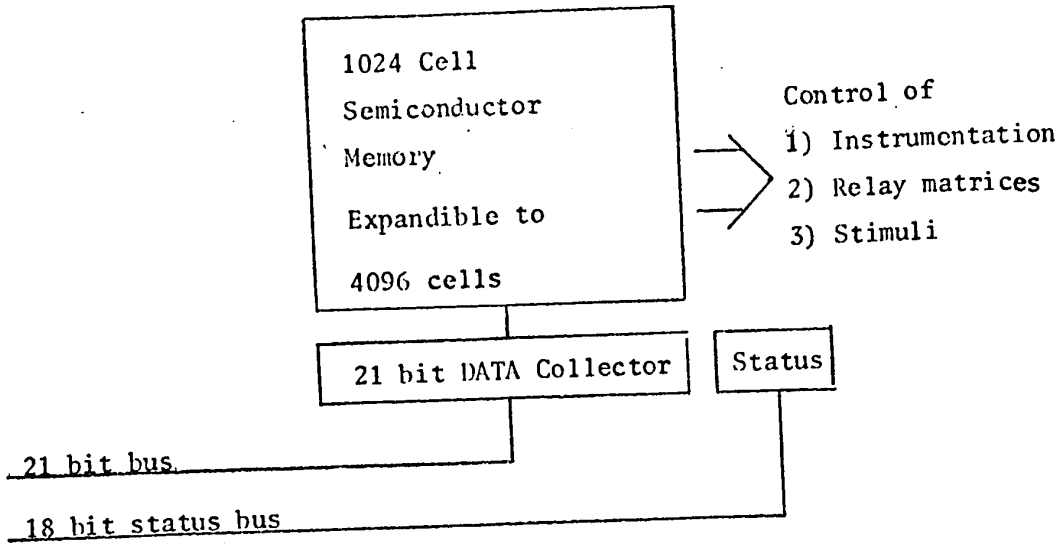 1024 Cell
Semiconductor
Memory
Expandible to
4096 cells
Control of
1) Instrumentation
2) Relay matrices
3) Stimuli
21 bit DATA Collector
Status
21 bit bus
18 bit status bus